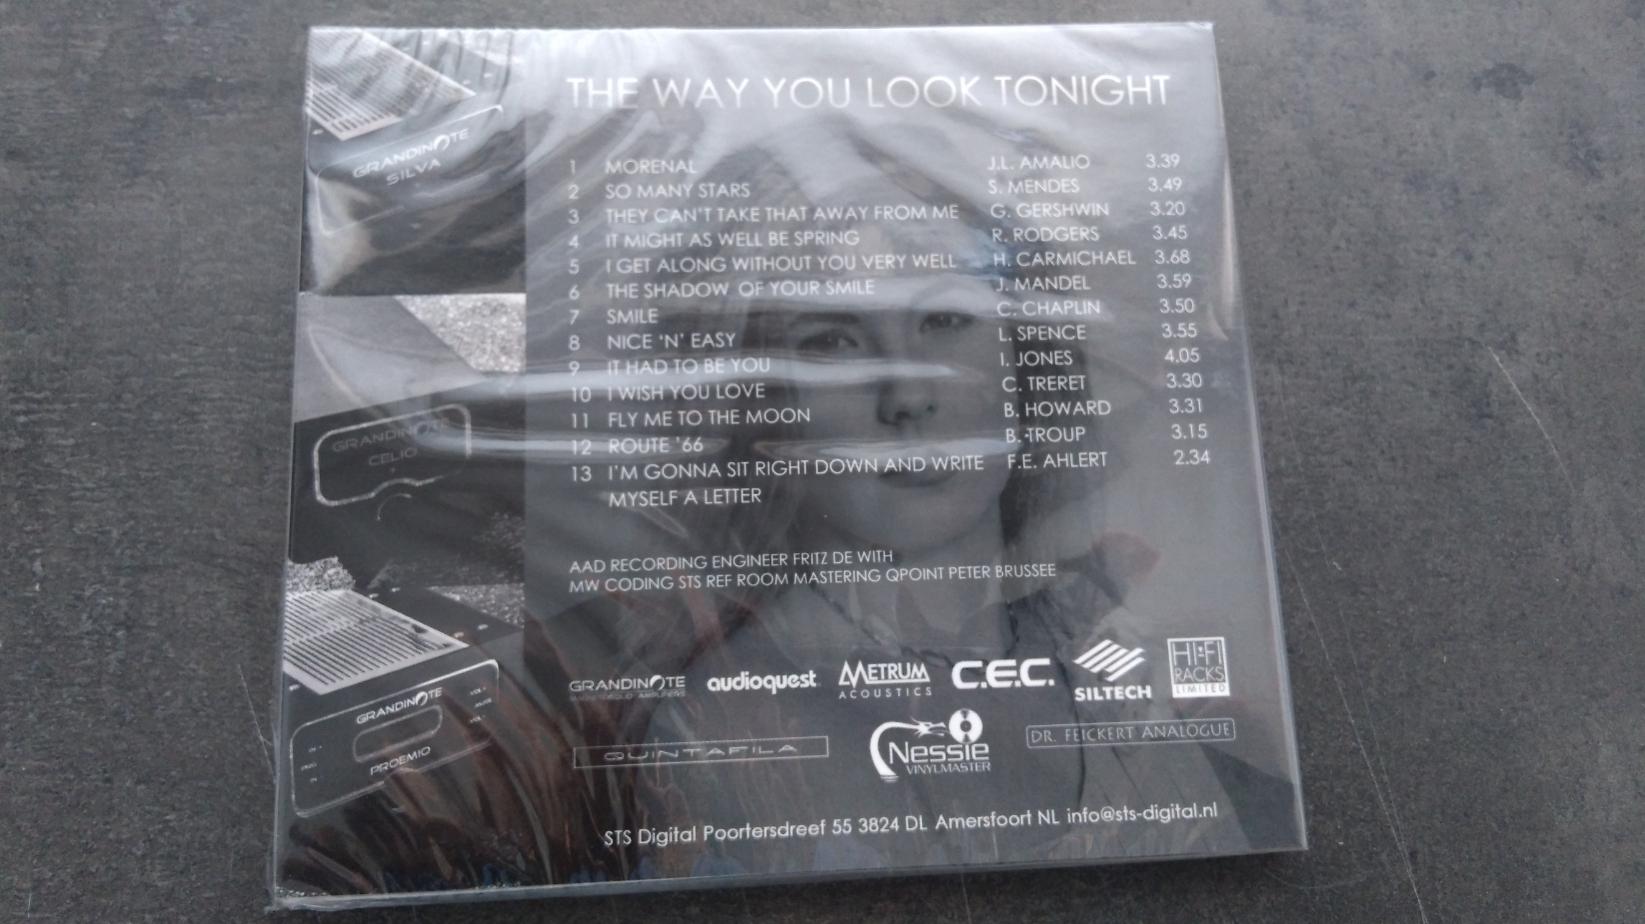 THE WAY YOU LOOK TONIGHT
1 MORENAL J.L. AMALIO 3.39
2 SO MANY STARS S. MENDES 3.49
3 THEY CAN'T TAKE THAT AWAY FROM ME G. GERSHWIN 3.20
4 IT MIGHT AS WELL BE SPRING R. RODGERS 3.45
5 I GET ALONG WITHOUT YOU VERY WELL H. CARMICHAEL 3.68
6 THE SHADOW OF YOUR SMILE J. MANDEL 3.59
7 SMILE C. CHAPLIN 3.50
8 NICE 'N' EASY L. SPENCE 3.55
9 IT HAD TO BE YOU I. JONES 4.05
10 I WISH YOU LOVE C. TRERET 3.30
11 FLY ME TO THE MOON B. HOWARD 3.31
12 ROUTE '66 B. TROUP 3.15
13 I'M GONNA SIT RIGHT DOWN AND WRITE F.E. AHLERT 2.34
MYSELF A LETTER
AAD RECORDING ENGINEER FRITZ DE WITH
MW CODING STS REF ROOM MASTERING QPOINT PETER BRUSSEE
GRANDINOTE
SILVA
GRANDINOTE
CELIO
GRANDINOTE
PROEMIO
VOL +
MUTE
VOL -
GRANDINOTE
audioquest
METRUM
ACOUSTICS
C.E.C.
SILTECH
HI-FI
RACKS
LIMITED
QUINTAFILA
Nessie
VINYLMASTER
DR. FEICKERT ANALOGUE
STS Digital Poortersdreef 55 3824 DL Amersfoort NL info@sts-digital.nl